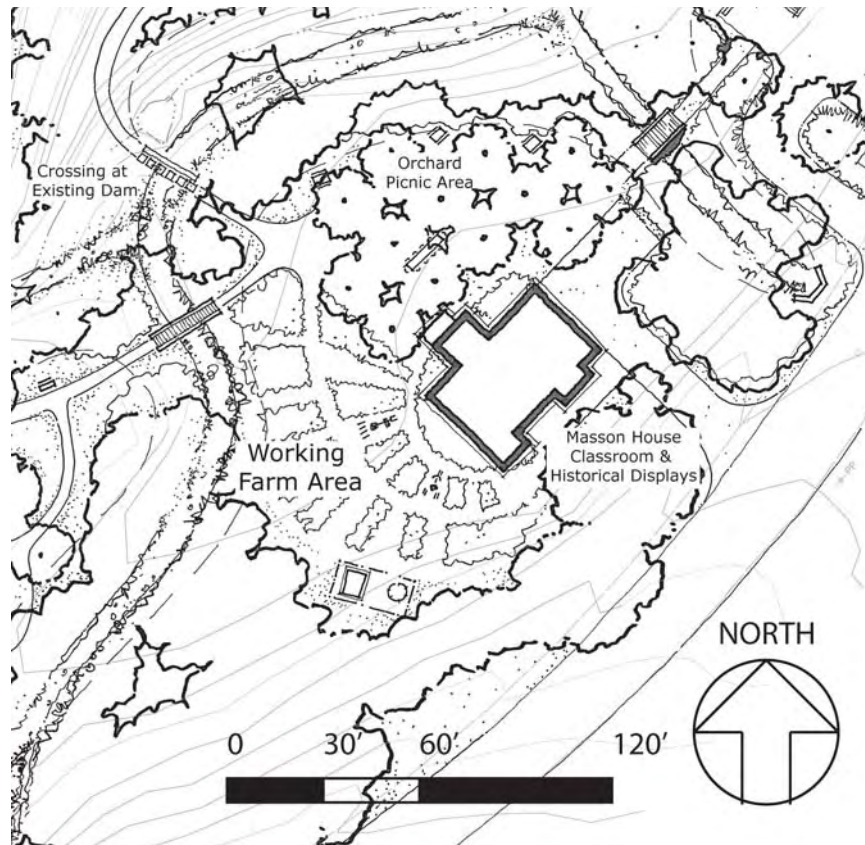 Crossing at
Existing Dam
Orchard
Picnic Area
Working
Farm Area
Masson House
Classroom &
Historical Displays
NORTH
0 30′ 60′ 120′